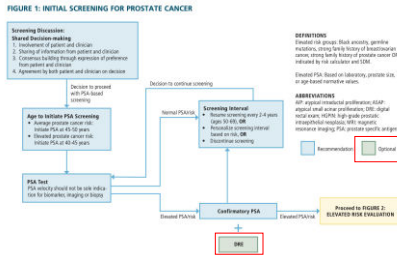 FIGURE 1: INITIAL SCREENING FOR PROSTATE CANCER
Screening Discussion:
Shared Decision-making
1. Involvement of patient and clinician
2. Sharing of information from patient and clinician
3. Consensus building through expression of preference
from patient and clinician
4. Agreement by both patient and clinician on decision
Decision to proceed
with PSA-based
screening
Age to Initiate PSA Screening
• Average prostate cancer risk:
initiate PSA at 45-50 years
• Elevated prostate cancer risk:
initiate PSA at 40-45 years
PSA Test
PSA velocity should not be sole indica-
tion for biomarker, imaging or biopsy
Decision to continue screening
Normal PSA/risk
Screening Interval
• Resume screening every 2-4 years
(ages 50-69), OR
• Personalize screening interval
based on risk, OR
• Discontinue screening
Normal PSA/risk
Elevated PSA/risk
Confirmatory PSA
Elevated PSA/risk
Proceed to FIGURE 2:
ELEVATED RISK EVALUATION
+
DRE
DEFINITIONS
Elevated risk groups: Black ancestry, germline
mutations, strong family history of breast/ovarian
cancer, strong family history of prostate cancer OR
indicated by risk calculator and SDM.
Elevated PSA: Based on laboratory, prostate size,
or age-based normative values.
ABBREVIATIONS
AIP: atypical intraductal proliferation; ASAP:
atypical small acinar proliferation; DRE: digital
rectal exam; HGPIN: high-grade prostatic
intraepithelial neoplasia; MRI: magnetic
resonance imaging; PSA: prostate specific antigen
Recommendation
Optional